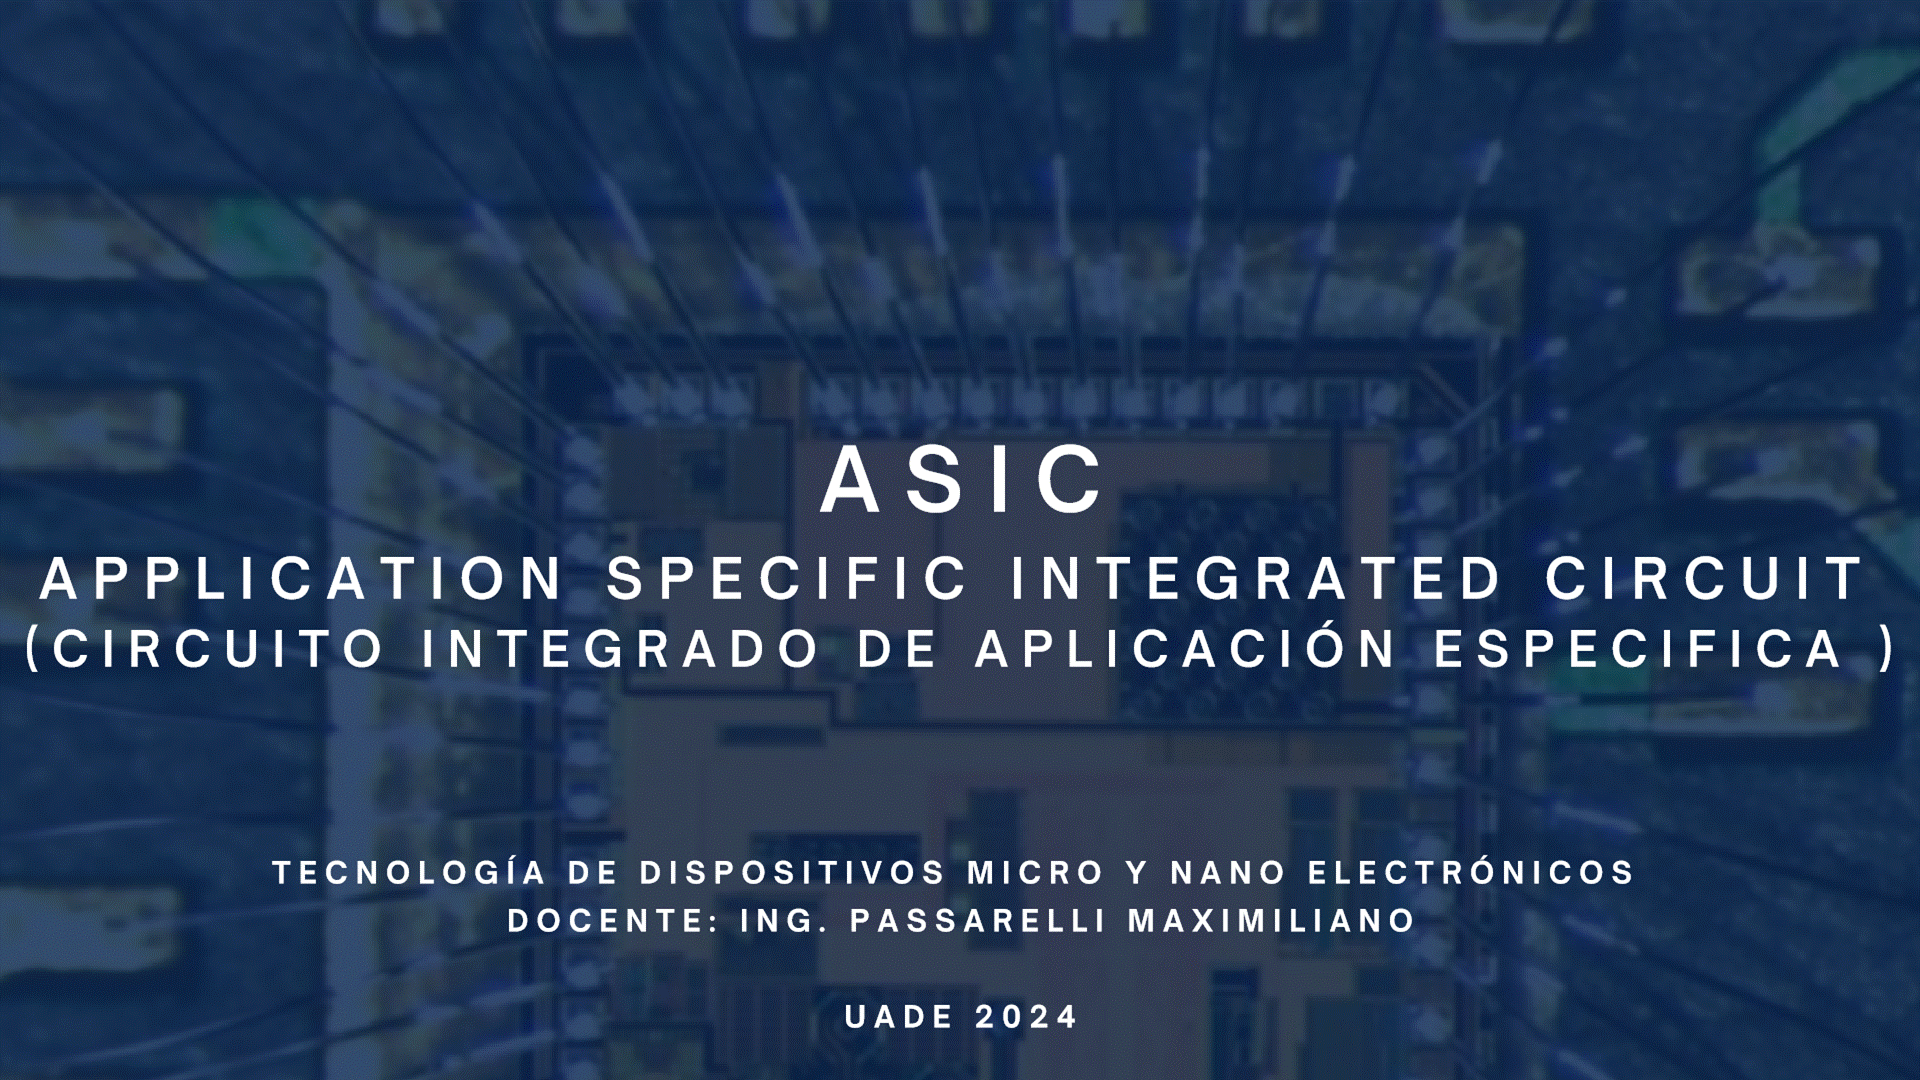 ASIC
APPLICATION SPECIFIC INTEGRATED CIRCUIT
(CIRCUITO INTEGRADO DE APLICACIÓN ESPECIFICA )
TECNOLOGÍA DE DISPOSITIVOS MICRO Y NANO ELECTRÓNICOS
DOCENTE: ING. PASSARELLI MAXIMILIANO
UADE 2024